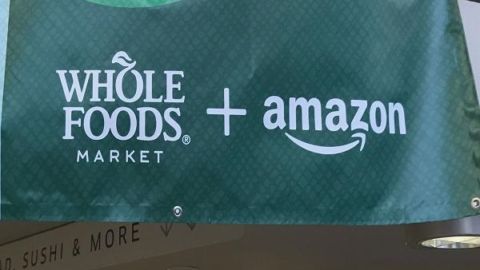 WHOLE
FOODS®
MARKET
+
amazon
SUSHI & MORE